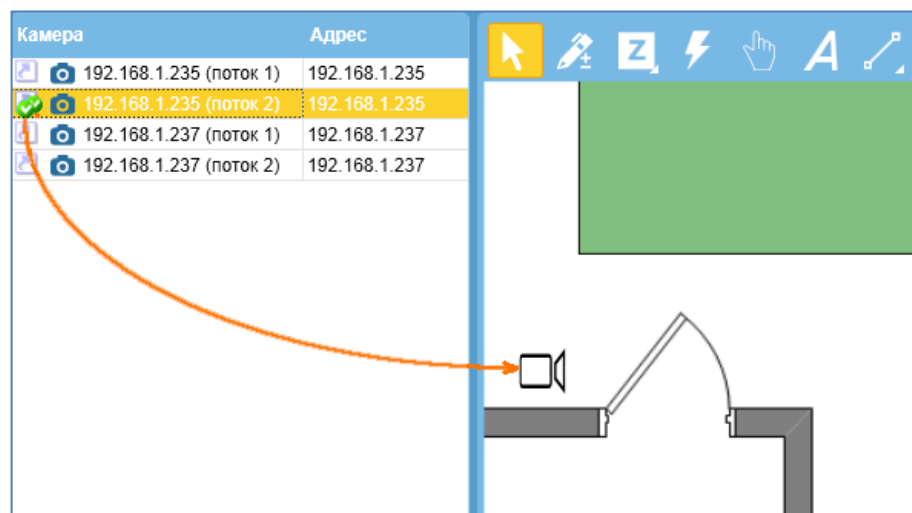 Камера Адрес
192.168.1.235 (поток 1) 192.168.1.235
192.168.1.235 (поток 2) 192.168.1.235
192.168.1.237 (поток 1) 192.168.1.237
192.168.1.237 (поток 2) 192.168.1.237
Z A